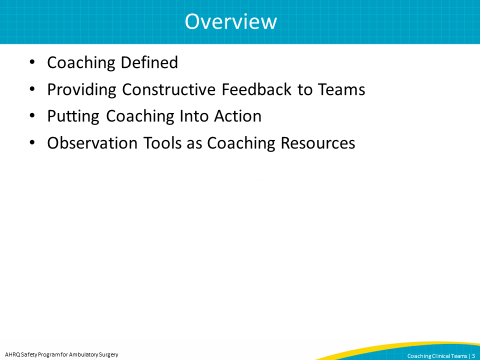 Overview
• Coaching Defined
• Providing Constructive Feedback to Teams
• Putting Coaching Into Action
• Observation Tools as Coaching Resources
AHRQ Safety Program for Ambulatory Surgery
Coaching Clinical Teams | 3